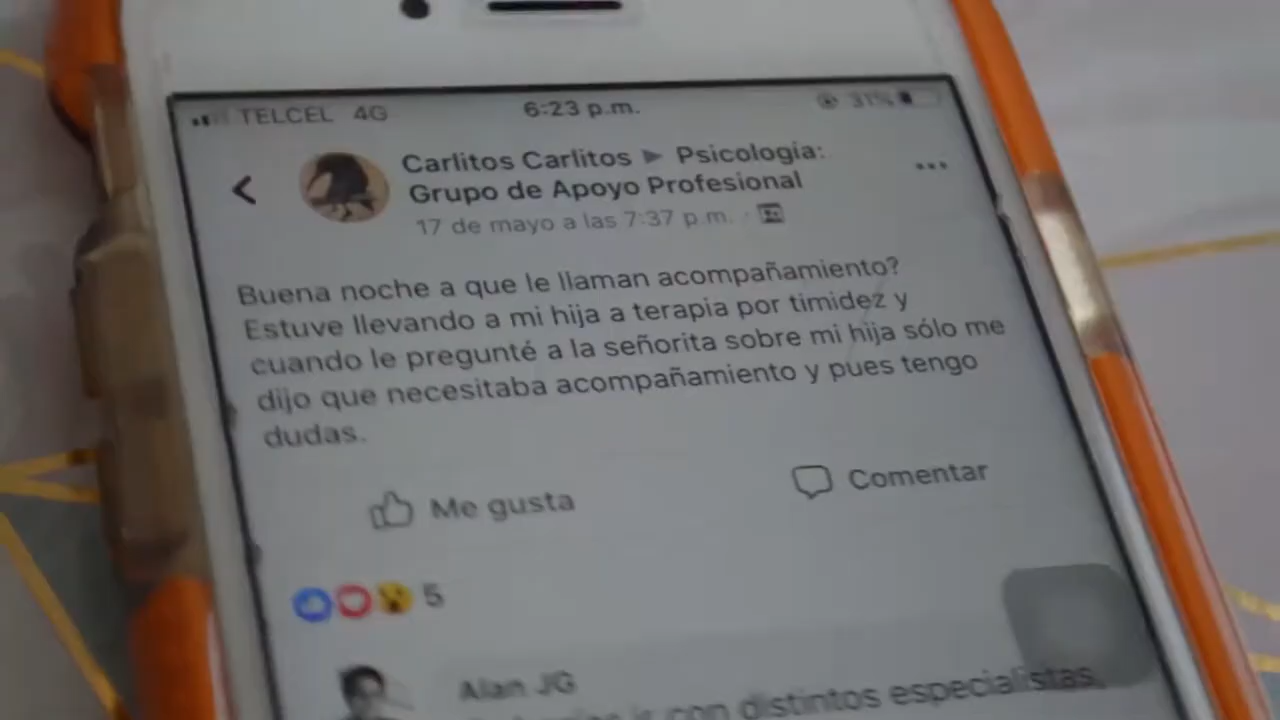 TELCEL 4G 6:23 p.m. 31%
Carlitos Carlitos ▶ Psicología:
Grupo de Apoyo Profesional
17 de mayo a las 7:37 p.m. ·
Buena noche a que le llaman acompañamiento?
Estuve llevando a mi hija a terapia por timidez y
cuando le pregunté a la señorita sobre mi hija sólo me
dijo que necesitaba acompañamiento y pues tengo
dudas.
Me gusta Comentar
5
Alan JG
ir con distintos especialistas,